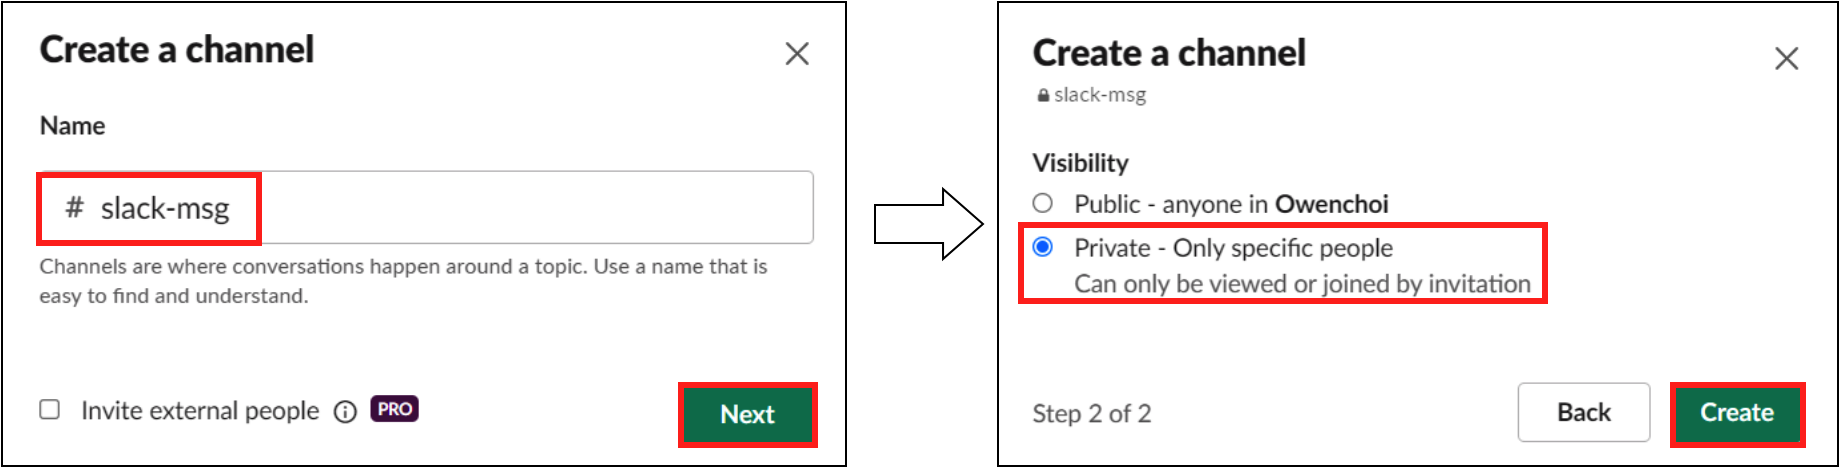 Create a channel
Name
# slack-msg
Channels are where conversations happen around a topic. Use a name that is
easy to find and understand.
Invite external people
PRO
Next
Create a channel
slack-msg
Visibility
Public - anyone in Owenchoi
Private - Only specific people
Can only be viewed or joined by invitation
Step 2 of 2
Back
Create